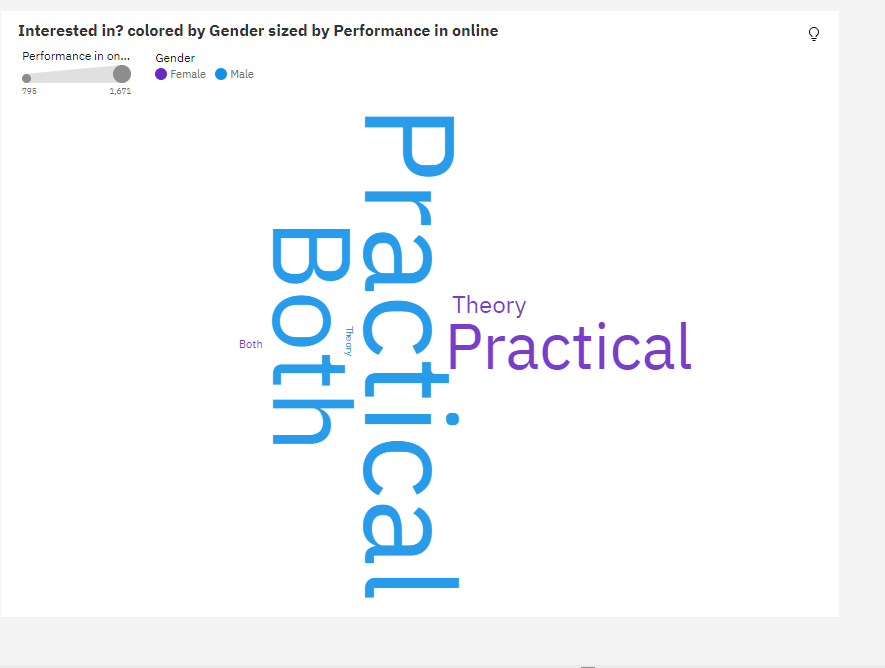 Interested in? colored by Gender sized by Performance in online
Performance in on...
795
1,671
Gender
Female
Male
Practical
Both
Theory
Practical
Theory
Both